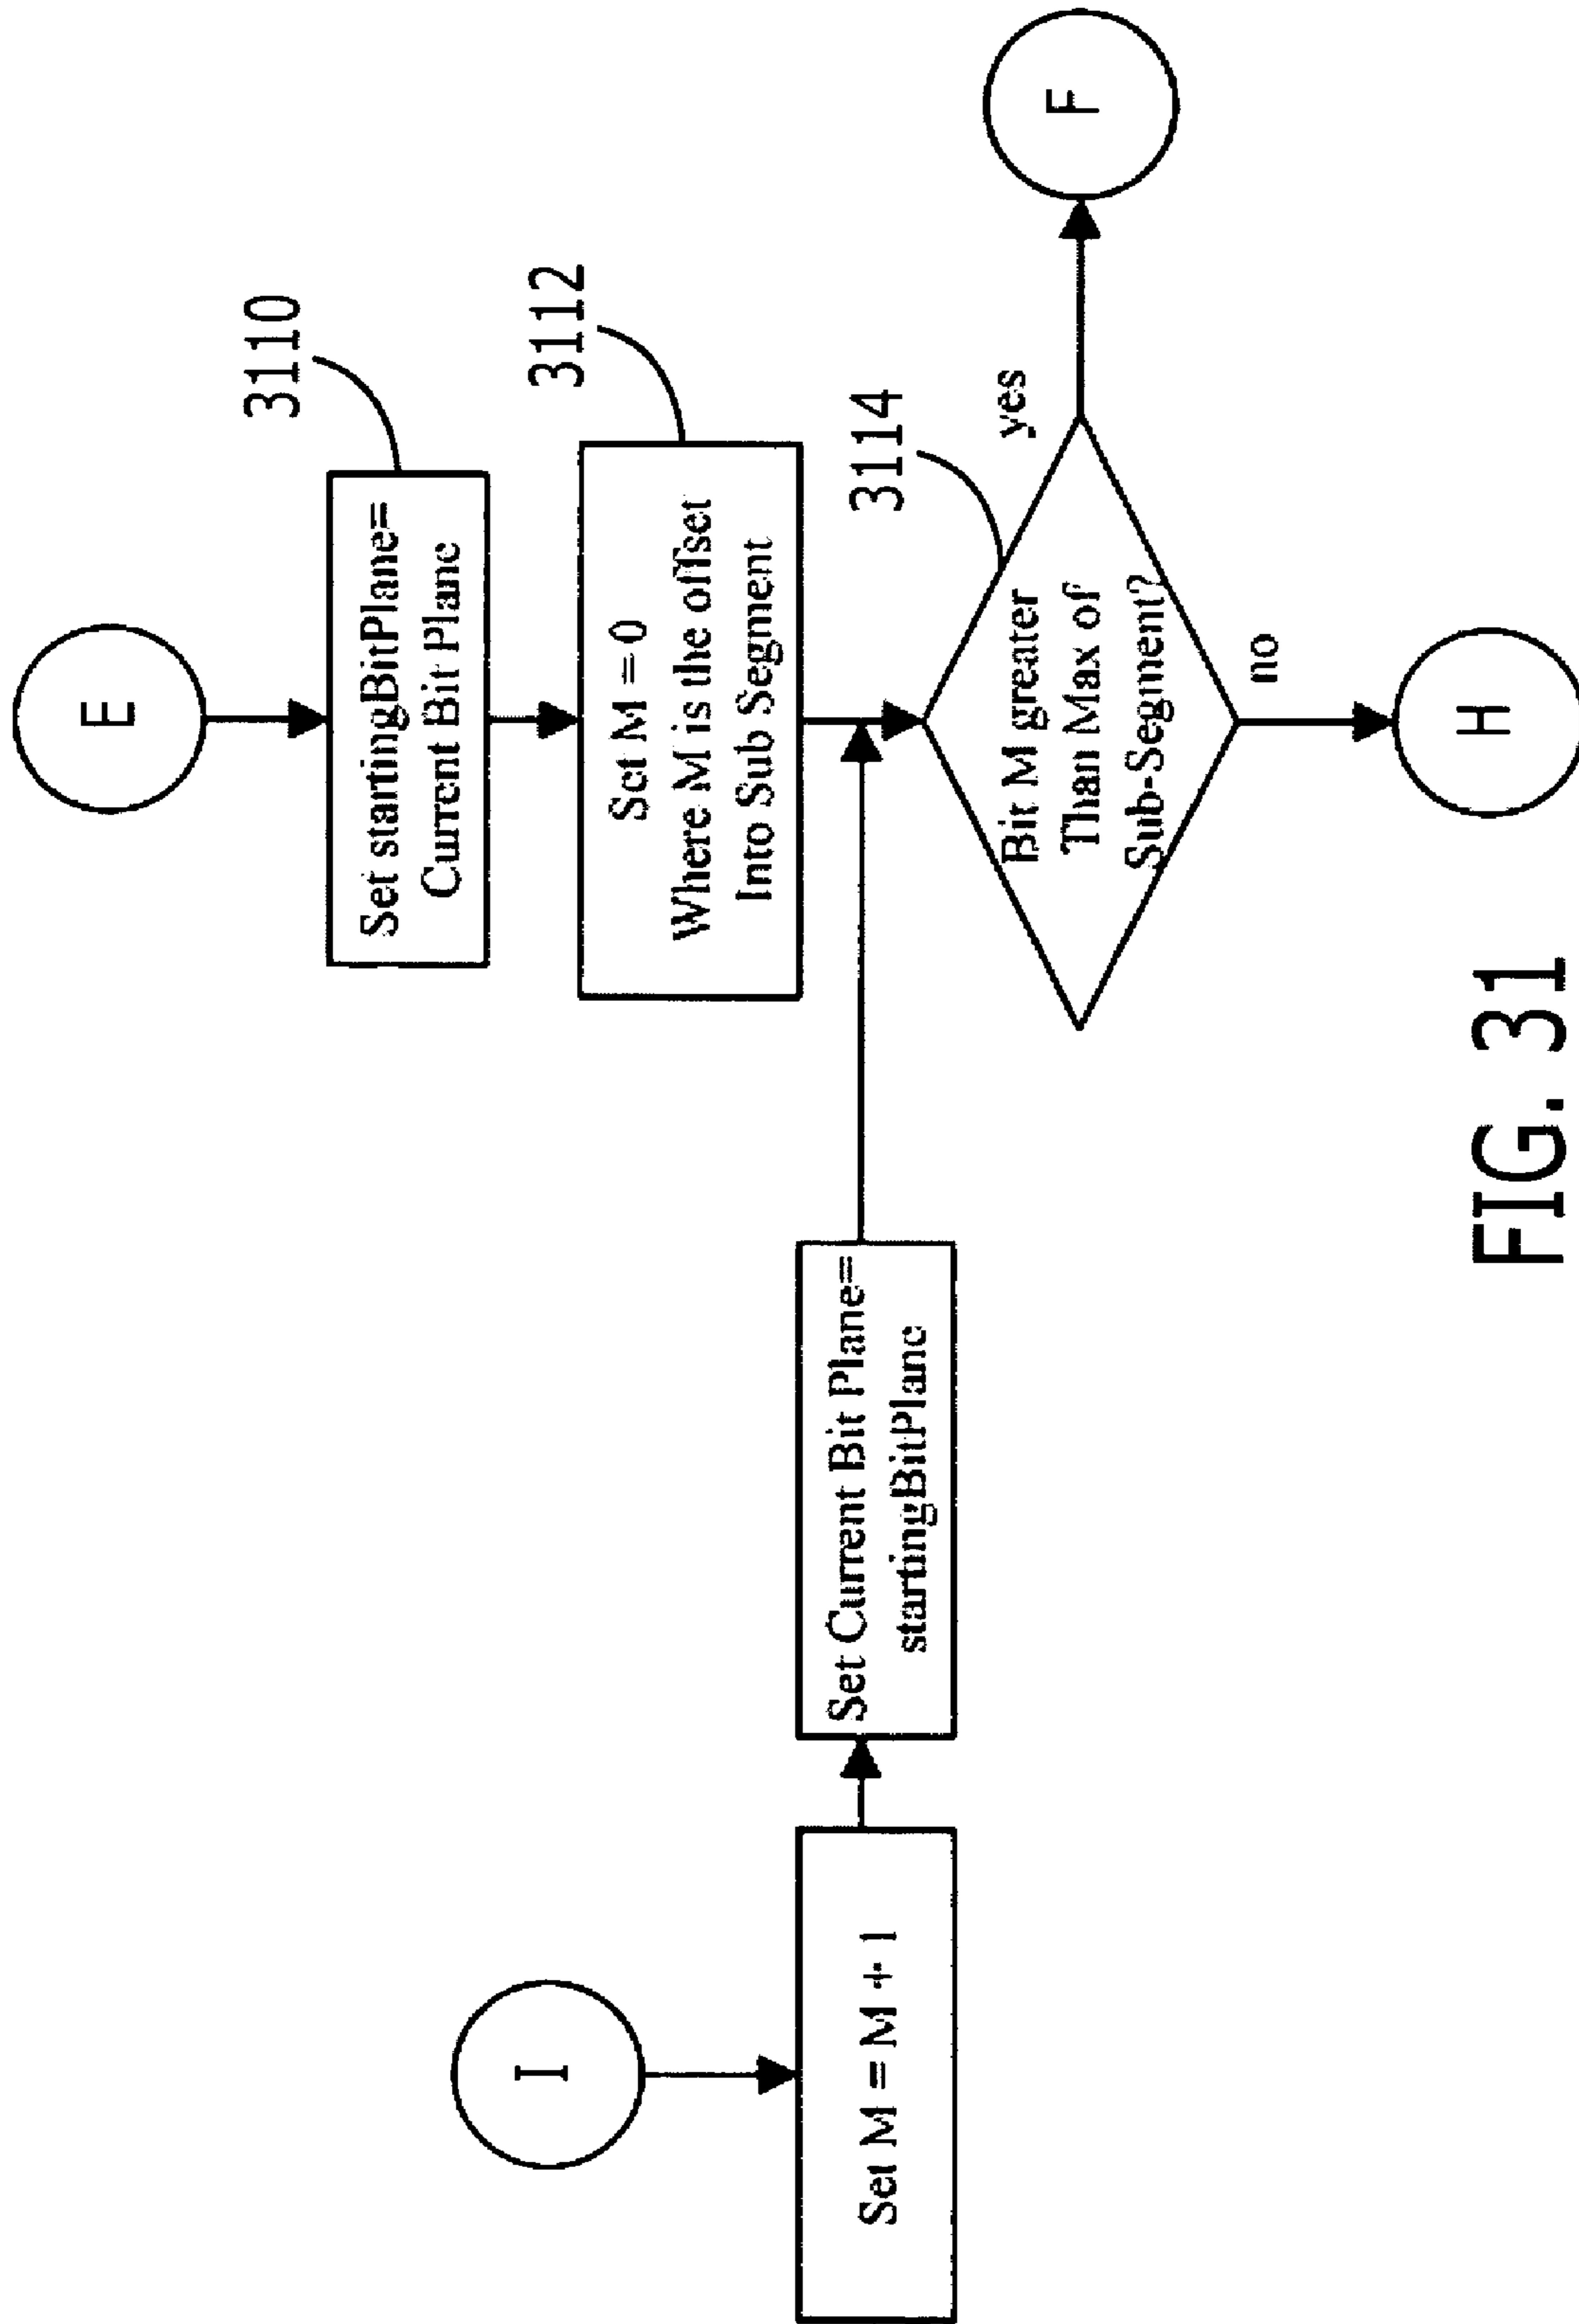 E
3110
Set startingBitPlane=
Current Bit Plane
3112
Set M = 0
Where M is the offset
Into Sub Segment
3114
Bit M greater
Than Max of
Sub-Segment?
yes
F
no
H
I
Set M = M + 1
Set Current Bit Plane=
startingBitPlane
FIG. 31